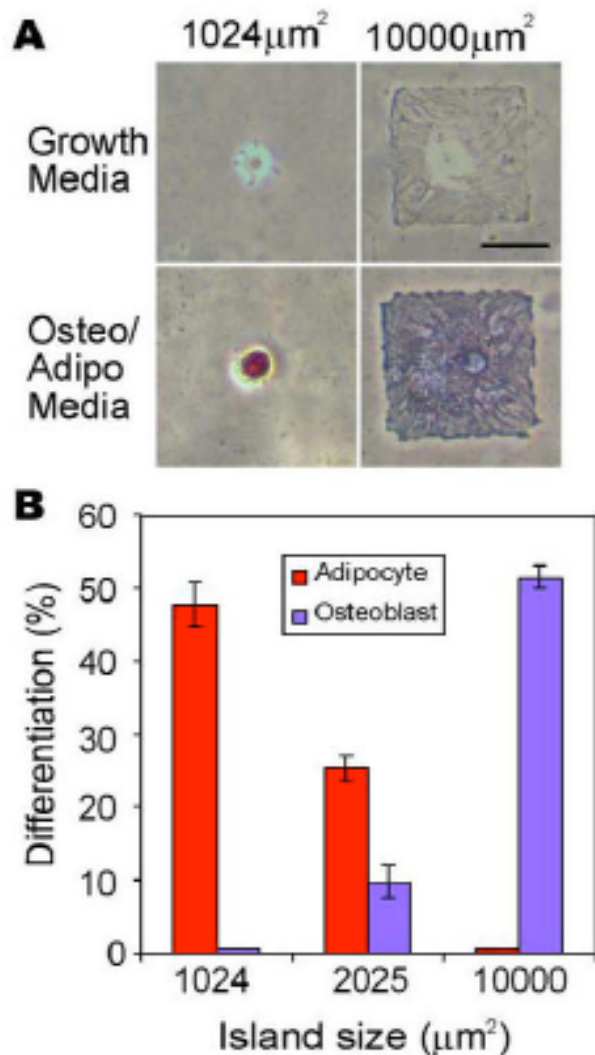 A
1024μm² 10000μm²
Growth
Media
Osteo/
Adipo
Media
B
Differentiation (%)
60
50
40
30
20
10
0
Adipocyte
Osteoblast
1024 2025 10000
Island size (μm²)